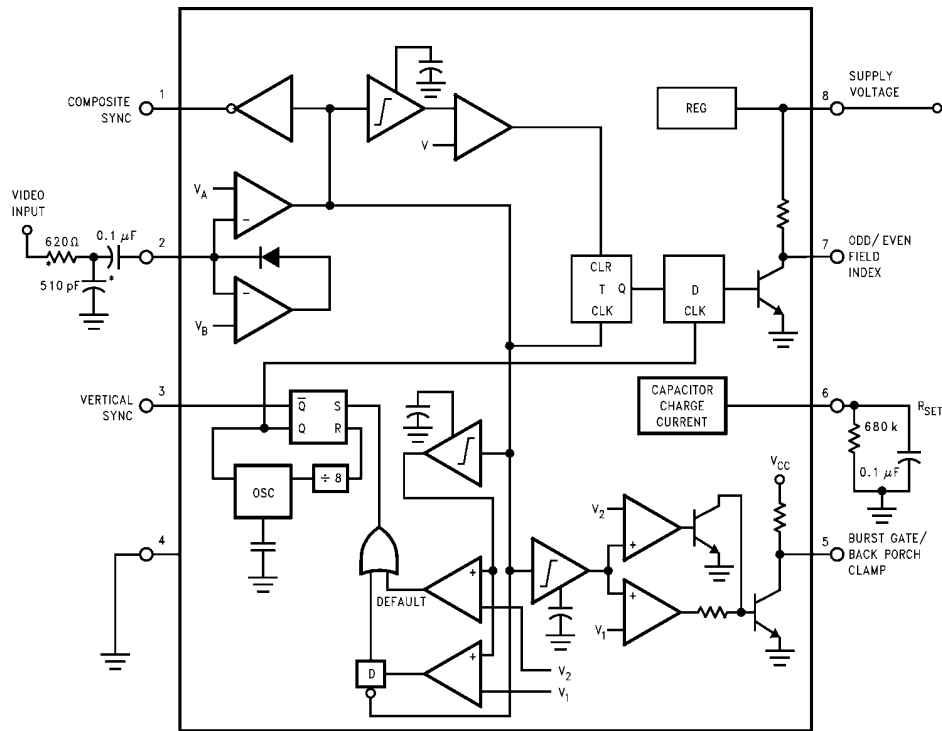 COMPOSITE
SYNC
1
V
REG
8
SUPPLY
VOLTAGE
VIDEO
INPUT
620Ω
*
0.1 μF
*
510 pF
2
V_A
−
−
V_B
CLR
T Q
CLK
D
CLK
7
ODD/EVEN
FIELD
INDEX
VERTICAL
SYNC
3
Q̅ S
Q R
OSC
÷ 8
CAPACITOR
CHARGE
CURRENT
6
R_SET
680 k
0.1 μF
V_CC
4
DEFAULT
+
+
D
V_2
V_1
V_2
+
+
V_1
5
BURST GATE/
BACK PORCH
CLAMP